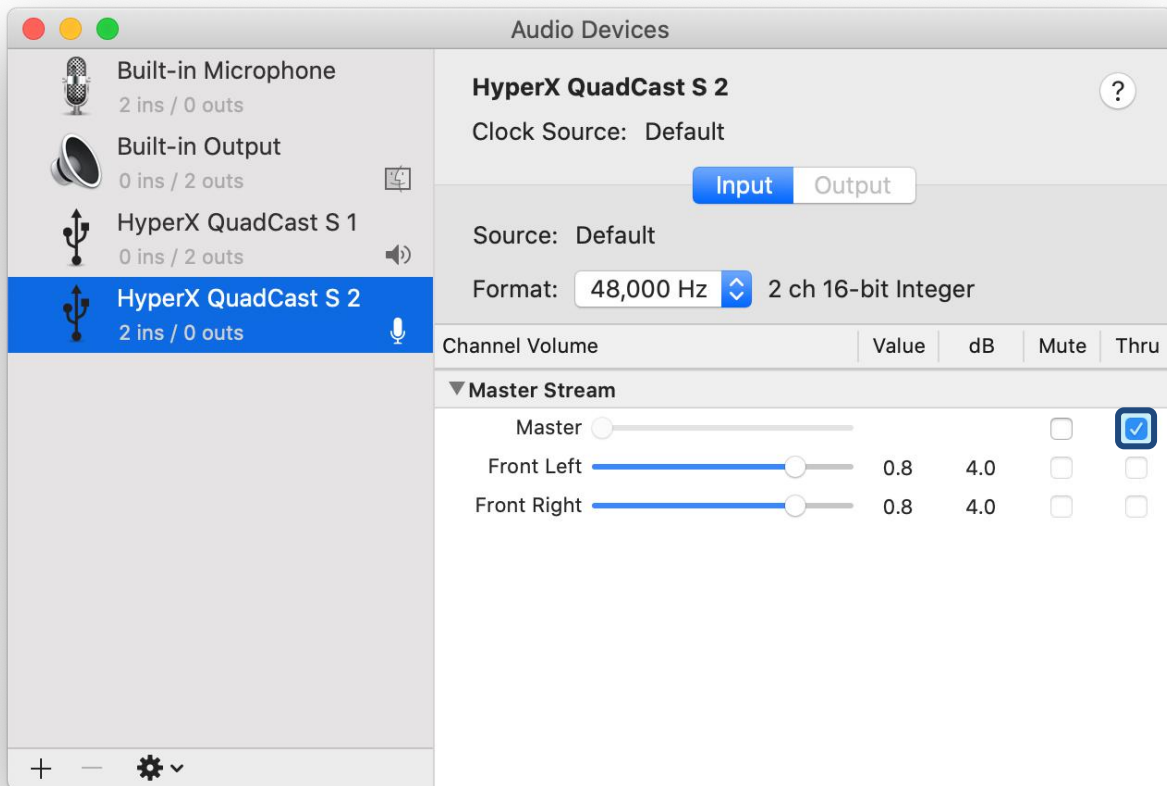 Audio Devices
Built-in Microphone
2 ins / 0 outs
Built-in Output
0 ins / 2 outs
HyperX QuadCast S 1
0 ins / 2 outs
HyperX QuadCast S 2
2 ins / 0 outs
HyperX QuadCast S 2
?
Clock Source: Default
Input Output
Source: Default
Format: 48,000 Hz 2 ch 16-bit Integer
Channel Volume Value dB Mute Thru
Master Stream
Master
Front Left 0.8 4.0
Front Right 0.8 4.0